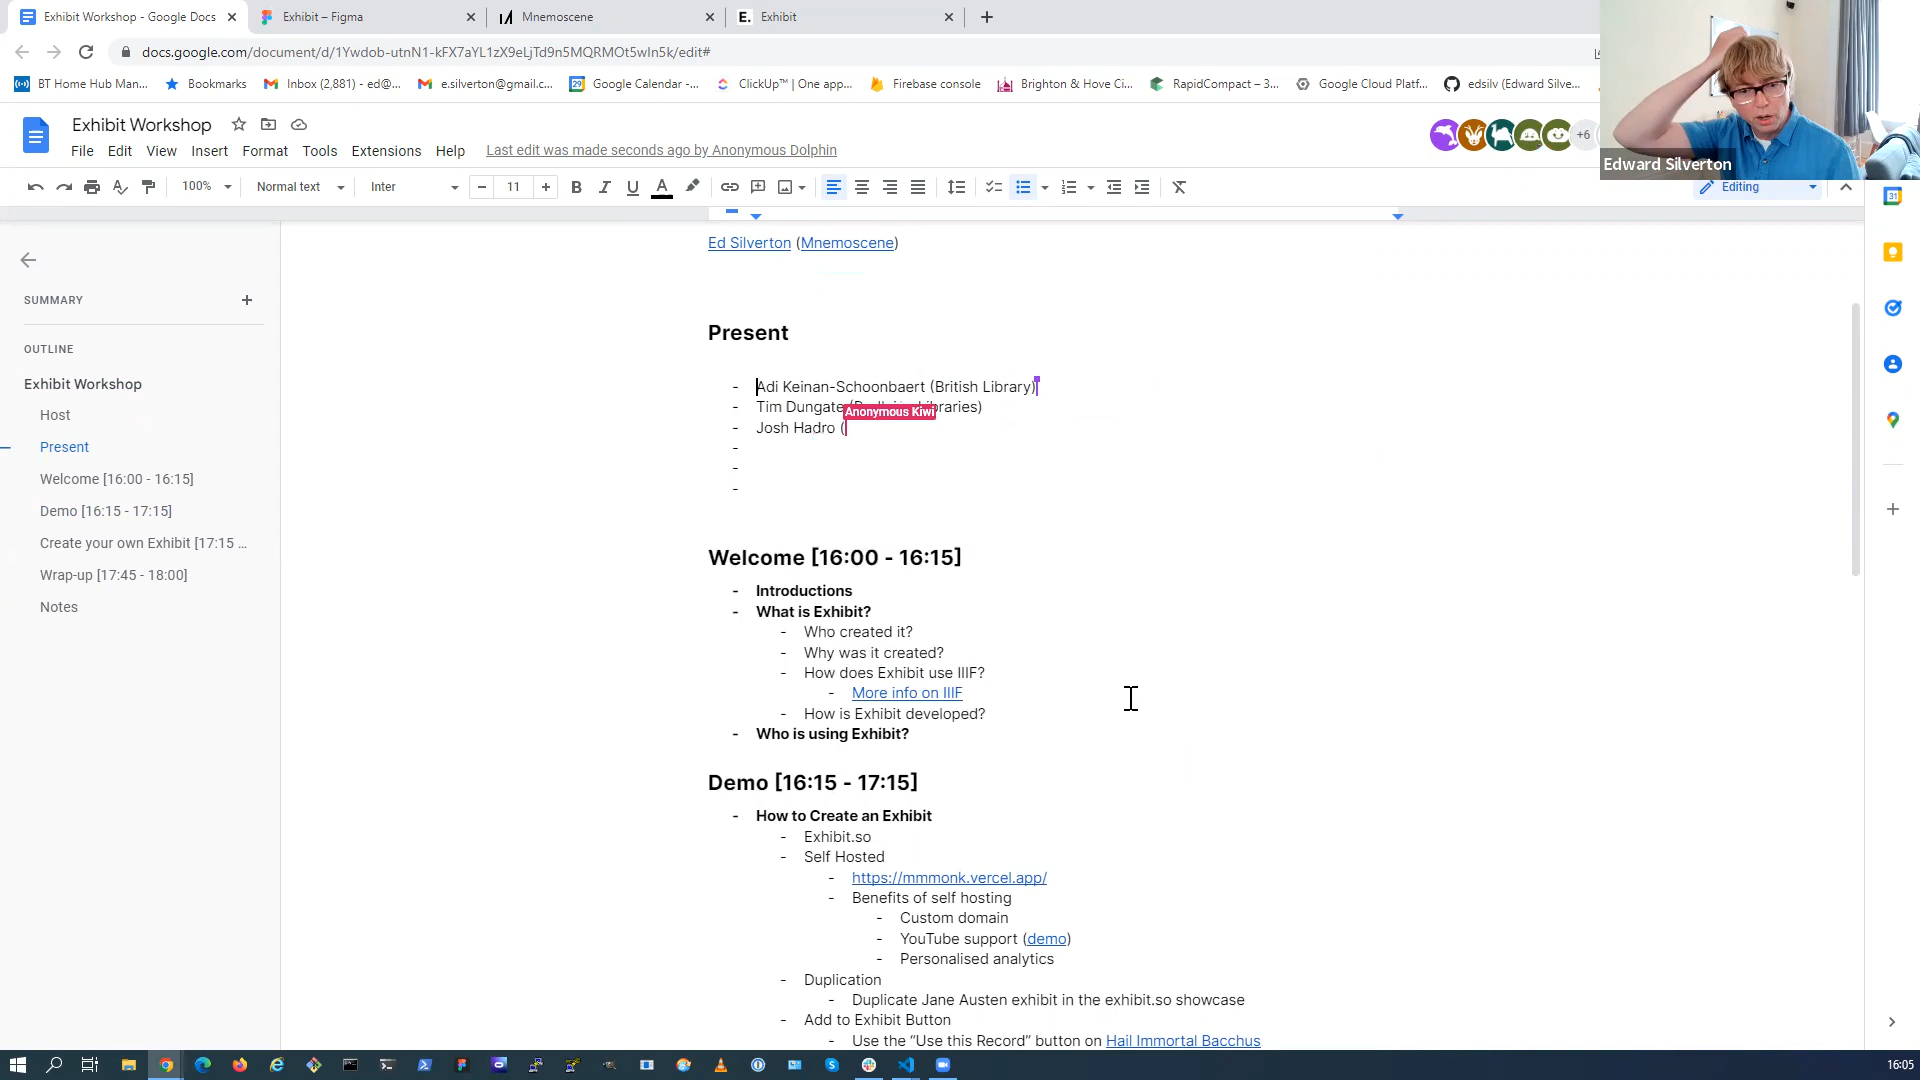 Exhibit Workshop - Google Docs
Exhibit – Figma
Mnemoscene
E. Exhibit
docs.google.com/document/d/1Ywdob-utnN1-kFX7aYL1zX9eLjTd9n5MQRMOt5wIn5k/edit#
BT Home Hub Man...
Bookmarks
Inbox (2,881) - ed@...
e.silverton@gmail.c...
Google Calendar -...
ClickUp™ | One app...
Firebase console
Brighton & Hove Ci...
RapidCompact – 3...
Google Cloud Platf...
edsilv (Edward Silve...
Exhibit Workshop
+6
File Edit View Insert Format Tools Extensions Help Last edit was made seconds ago by Anonymous Dolphin
Edward Silverton
100% Normal text Inter 11 Editing
Ed Silverton (Mnemoscene)
SUMMARY
OUTLINE
Exhibit Workshop
Host
Present
Welcome [16:00 - 16:15]
Demo [16:15 - 17:15]
Create your own Exhibit [17:15 ...
Wrap-up [17:45 - 18:00]
Notes
Present
- Adi Keinan-Schoonbaert (British Library)
- Tim Dungate
Anonymous Kiwi
- Josh Hadro (
-
-
-
Welcome [16:00 - 16:15]
- Introductions
- What is Exhibit?
- Who created it?
- Why was it created?
- How does Exhibit use IIIF?
- More info on IIIF
- How is Exhibit developed?
- Who is using Exhibit?
Demo [16:15 - 17:15]
- How to Create an Exhibit
- Exhibit.so
- Self Hosted
- https://mmmonk.vercel.app/
- Benefits of self hosting
- Custom domain
- YouTube support (demo)
- Personalised analytics
- Duplication
- Duplicate Jane Austen exhibit in the exhibit.so showcase
- Add to Exhibit Button
- Use the “Use this Record” button on Hail Immortal Bacchus
16:05